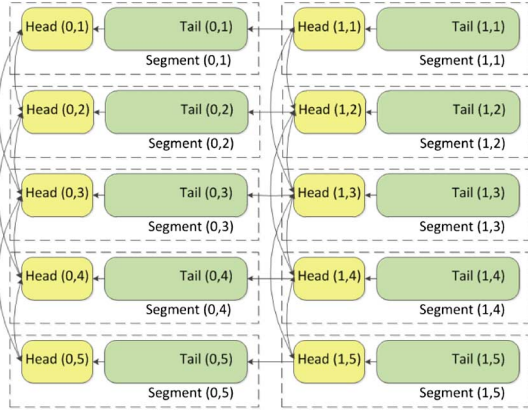 Head (0,1) Tail (0,1) Head (1,1) Tail (1,1)
Segment (0,1) Segment (1,1)
Head (0,2) Tail (0,2) Head (1,2) Tail (1,2)
Segment (0,2) Segment (1,2)
Head (0,3) Tail (0,3) Head (1,3) Tail (1,3)
Segment (0,3) Segment (1,3)
Head (0,4) Tail (0,4) Head (1,4) Tail (1,4)
Segment (0,4) Segment (1,4)
Head (0,5) Tail (0,5) Head (1,5) Tail (1,5)
Segment (0,5) Segment (1,5)